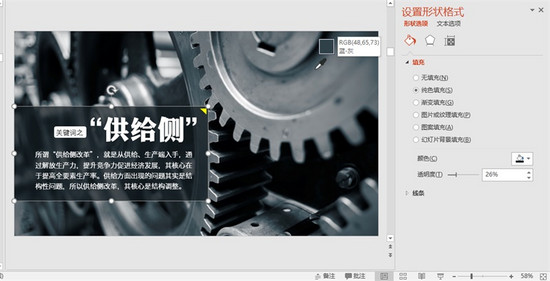 设置形状格式
形状选项 文本选项
填充
无填充(N)
纯色填充(S)
渐变填充(G)
图片或纹理填充(P)
图案填充(A)
幻灯片背景填充(B)
颜色(C)
透明度(T) 26%
线条
RGB(48,65,73)
蓝-灰
关键词之 “供给侧”
所谓“供给侧改革”，就是从供给、生产端入手，通
过解放生产力，提升竞争力促进经济发展，其核心在
于提高全要素生产率。供给方面出现的问题其实是结
构性问题，所以供给侧改革，其核心是结构调整。
备注 批注 58%